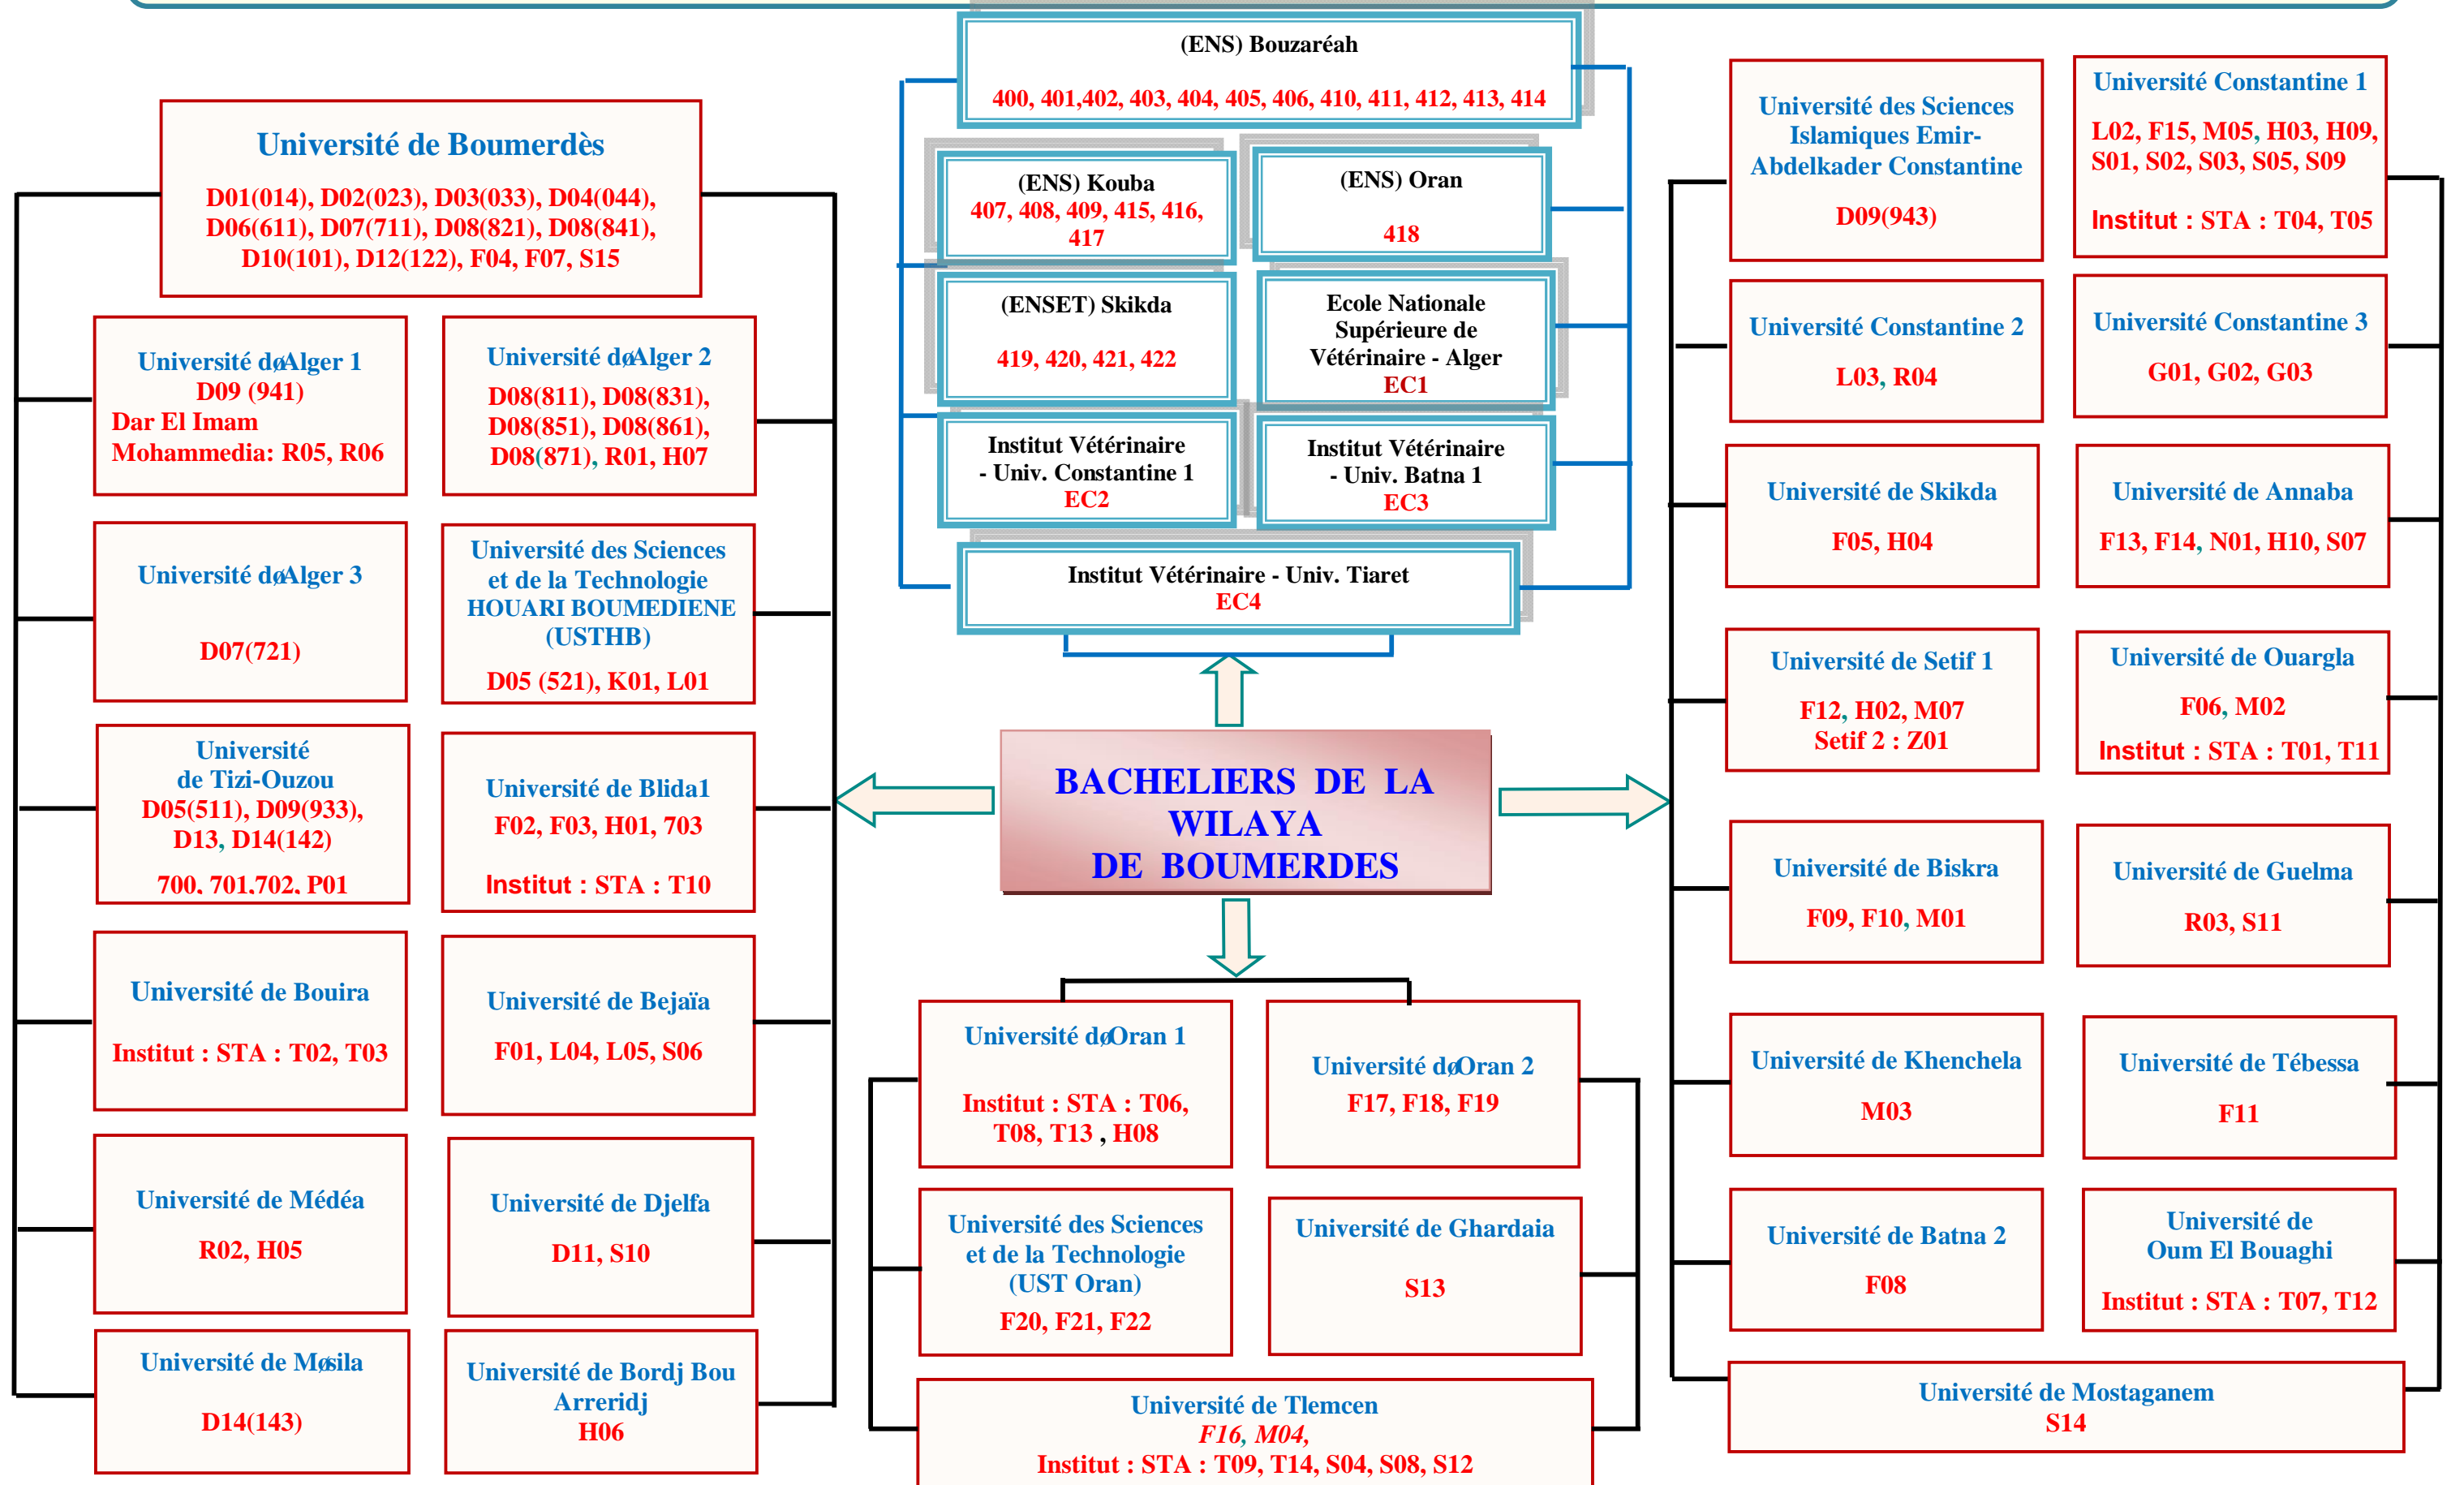 (ENS) Bouzaréah
400, 401,402, 403, 404, 405, 406, 410, 411, 412, 413, 414
(ENS) Kouba
407, 408, 409, 415, 416,
417
(ENS) Oran
418
(ENSET) Skikda
419, 420, 421, 422
Ecole Nationale
Supérieure de
Vétérinaire - Alger
EC1
Institut Vétérinaire
- Univ. Constantine 1
EC2
Institut Vétérinaire
- Univ. Batna 1
EC3
Institut Vétérinaire - Univ. Tiaret
EC4
Université de Boumerdès
D01(014), D02(023), D03(033), D04(044),
D06(611), D07(711), D08(821), D08(841),
D10(101), D12(122), F04, F07, S15
Université døAlger 1
D09 (941)
Dar El Imam
Mohammedia: R05, R06
Université døAlger 2
D08(811), D08(831),
D08(851), D08(861),
D08(871), R01, H07
Université døAlger 3
D07(721)
Université des Sciences
et de la Technologie
HOUARI BOUMEDIENE
(USTHB)
D05 (521), K01, L01
Université
de Tizi-Ouzou
D05(511), D09(933),
D13, D14(142)
700, 701,702, P01
Université de Blida1
F02, F03, H01, 703
Institut : STA : T10
Université de Bouira
Institut : STA : T02, T03
Université de Bejaïa
F01, L04, L05, S06
Université de Médéa
R02, H05
Université de Djelfa
D11, S10
Université de Møsila
D14(143)
Université de Bordj Bou
Arreridj
H06
BACHELIERS DE LA
WILAYA
DE BOUMERDES
Université døOran 1
Institut : STA : T06,
T08, T13 , H08
Université døOran 2
F17, F18, F19
Université des Sciences
et de la Technologie
(UST Oran)
F20, F21, F22
Université de Ghardaia
S13
Université de Tlemcen
F16, M04,
Institut : STA : T09, T14, S04, S08, S12
Université des Sciences
Islamiques Emir-
Abdelkader Constantine
D09(943)
Université Constantine 1
L02, F15, M05, H03, H09,
S01, S02, S03, S05, S09
Institut : STA : T04, T05
Université Constantine 2
L03, R04
Université Constantine 3
G01, G02, G03
Université de Skikda
F05, H04
Université de Annaba
F13, F14, N01, H10, S07
Université de Setif 1
F12, H02, M07
Setif 2 : Z01
Université de Ouargla
F06, M02
Institut : STA : T01, T11
Université de Biskra
F09, F10, M01
Université de Guelma
R03, S11
Université de Khenchela
M03
Université de Tébessa
F11
Université de Batna 2
F08
Université de
Oum El Bouaghi
Institut : STA : T07, T12
Université de Mostaganem
S14